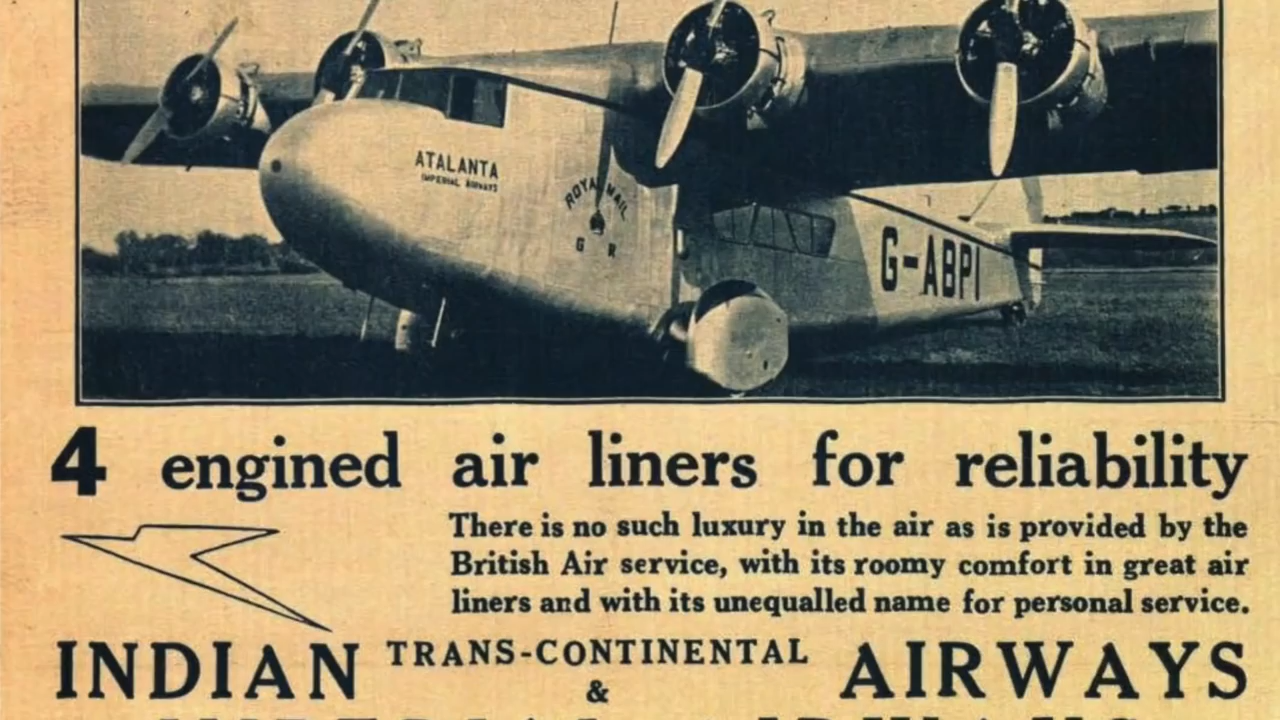 ATALANTA
IMPERIAL AIRWAYS
ROYAL MAIL
G R
G-ABPI
4 engined air liners for reliability
There is no such luxury in the air as is provided by the
British Air service, with its roomy comfort in great air
liners and with its unequalled name for personal service.
INDIAN TRANS-CONTINENTAL AIRWAYS
&